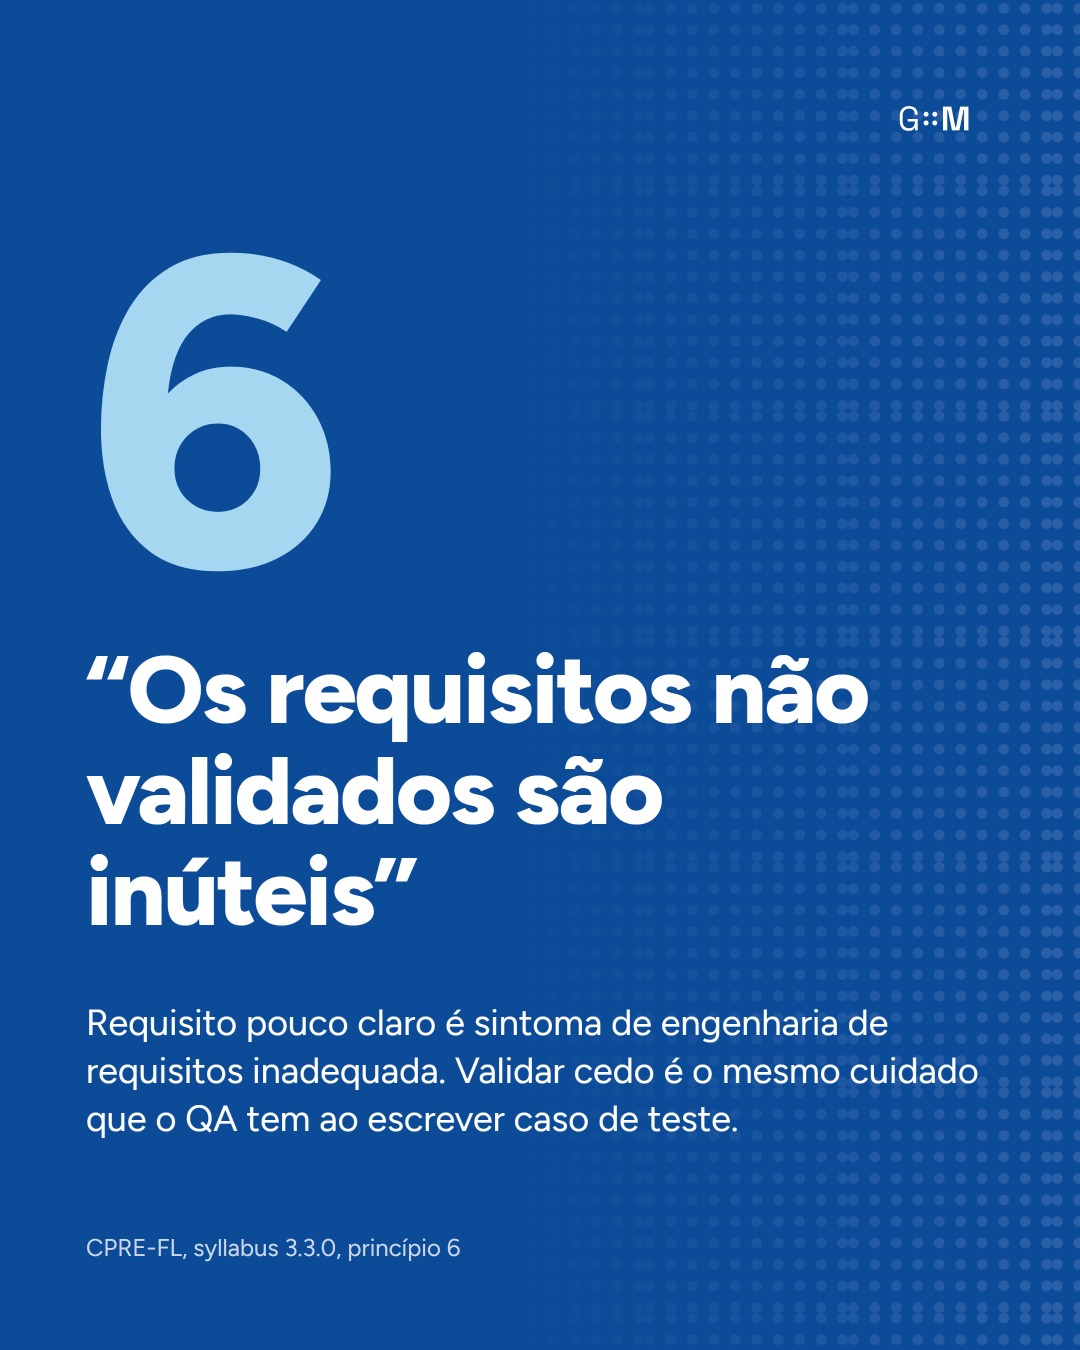 G::M
6
“Os requisitos não
validados são
inúteis”
Requisito pouco claro é sintoma de engenharia de
requisitos inadequada. Validar cedo é o mesmo cuidado
que o QA tem ao escrever caso de teste.
CPRE-FL, syllabus 3.3.0, princípio 6